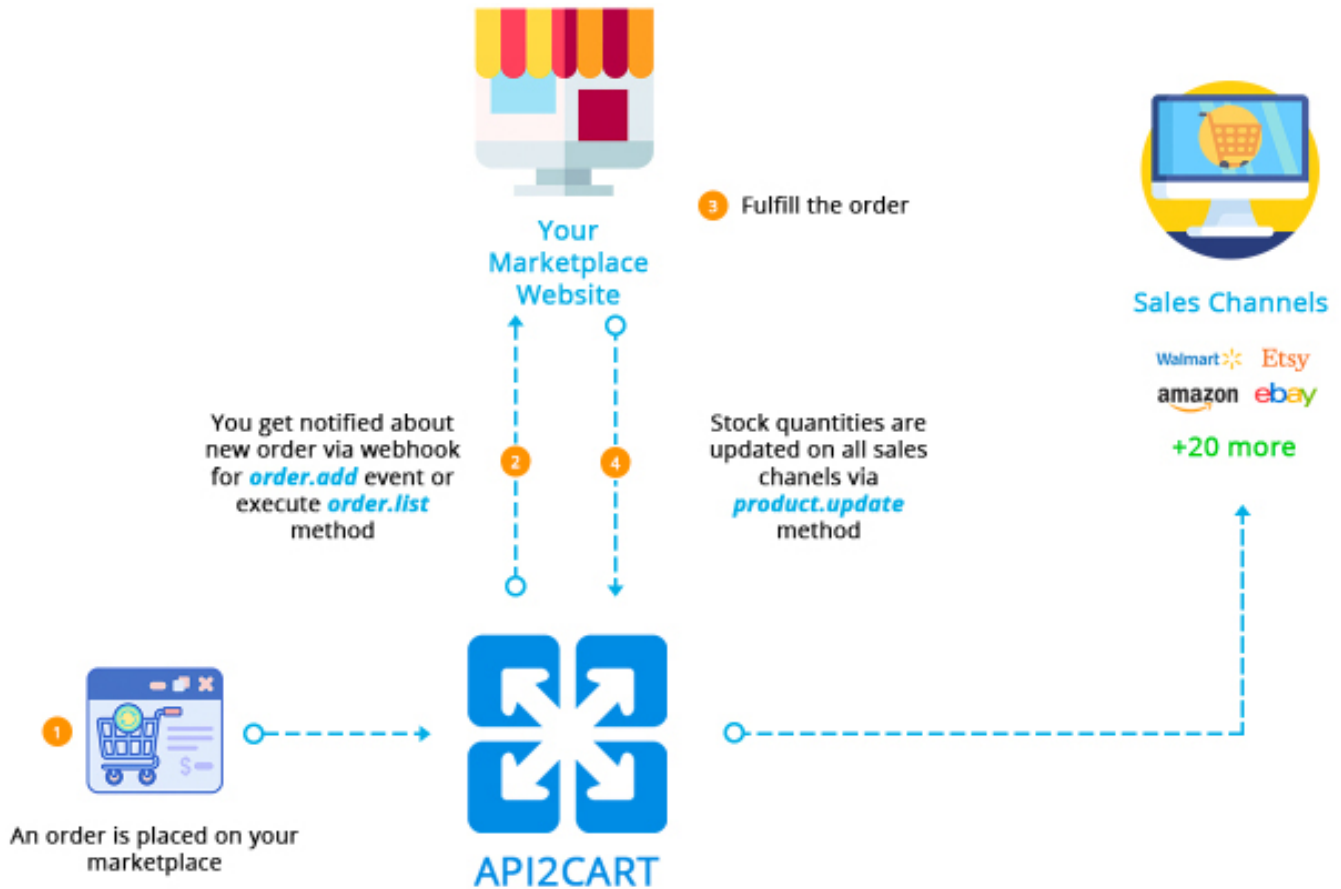 3 Fulfill the order
Your
Marketplace
Website
Sales Channels
Walmart Etsy
amazon ebay
+20 more
You get notified about
new order via webhook
for order.add event or
execute order.list
method
2
4
Stock quantities are
updated on all sales
chanels via
product.update
method
1
$
An order is placed on your
marketplace
API2CART